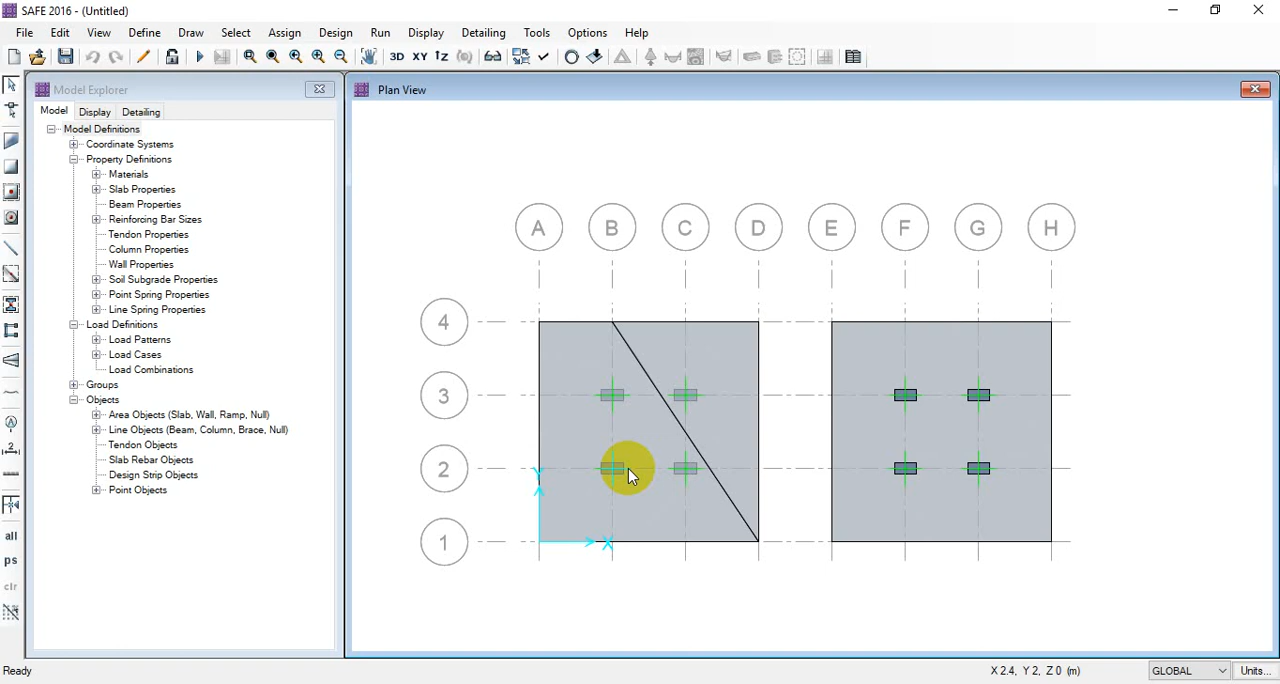 SAFE 2016 - (Untitled)
File Edit View Define Draw Select Assign Design Run Display Detailing Tools Options Help
3D XY
Model Explorer
Model Display Detailing
Model Definitions
Coordinate Systems
Property Definitions
Materials
Slab Properties
Beam Properties
Reinforcing Bar Sizes
Tendon Properties
Column Properties
Wall Properties
Soil Subgrade Properties
Point Spring Properties
Line Spring Properties
Load Definitions
Load Patterns
Load Cases
Load Combinations
Groups
Objects
Area Objects (Slab, Wall, Ramp, Null)
Line Objects (Beam, Column, Brace, Null)
Tendon Objects
Slab Rebar Objects
Design Strip Objects
Point Objects
all
ps
clr
Plan View
A B C D E F G H
4
3
2
1
Y
X
Ready
X 2.4, Y 2, Z 0 (m)
GLOBAL
Units...